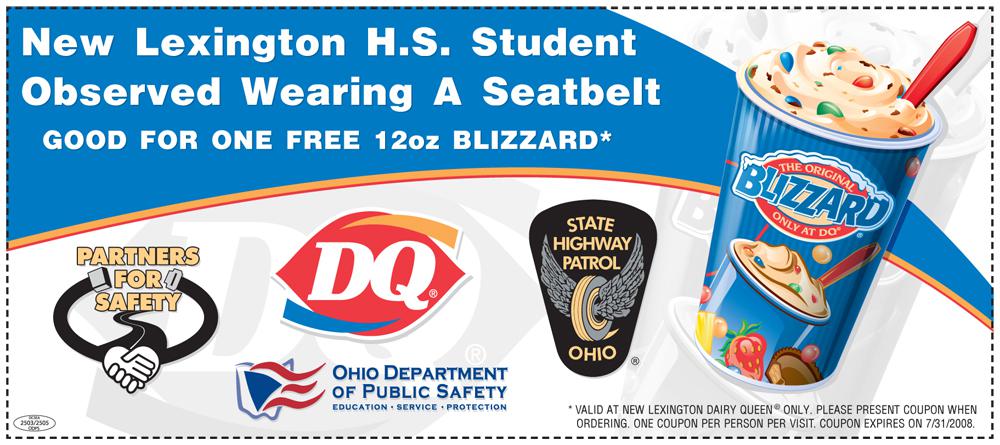 New Lexington H.S. Student
Observed Wearing A Seatbelt
GOOD FOR ONE FREE 12oz BLIZZARD*
THE ORIGINAL
BLIZZARD
ONLY AT DQ®
PARTNERS
FOR
SAFETY
DQ®
STATE
HIGHWAY
PATROL
OHIO
®
OHIO DEPARTMENT
OF PUBLIC SAFETY
EDUCATION • SERVICE • PROTECTION
2503/2505
ODPS
* VALID AT NEW LEXINGTON DAIRY QUEEN® ONLY. PLEASE PRESENT COUPON WHEN
ORDERING. ONE COUPON PER PERSON PER VISIT. COUPON EXPIRES ON 7/31/2008.